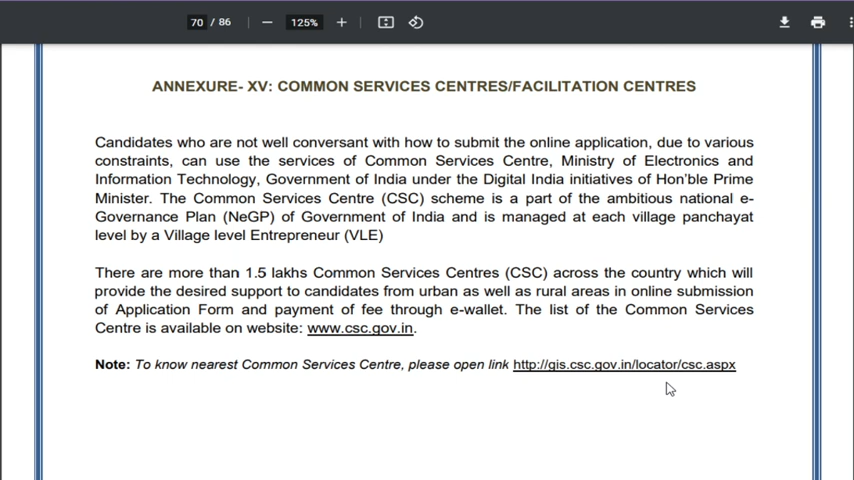 70 / 86
125%
ANNEXURE- XV: COMMON SERVICES CENTRES/FACILITATION CENTRES
Candidates who are not well conversant with how to submit the online application, due to various
constraints, can use the services of Common Services Centre, Ministry of Electronics and
Information Technology, Government of India under the Digital India initiatives of Hon’ble Prime
Minister. The Common Services Centre (CSC) scheme is a part of the ambitious national e-
Governance Plan (NeGP) of Government of India and is managed at each village panchayat
level by a Village level Entrepreneur (VLE)
There are more than 1.5 lakhs Common Services Centres (CSC) across the country which will
provide the desired support to candidates from urban as well as rural areas in online submission
of Application Form and payment of fee through e-wallet. The list of the Common Services
Centre is available on website: www.csc.gov.in.
Note: To know nearest Common Services Centre, please open link http://gis.csc.gov.in/locator/csc.aspx